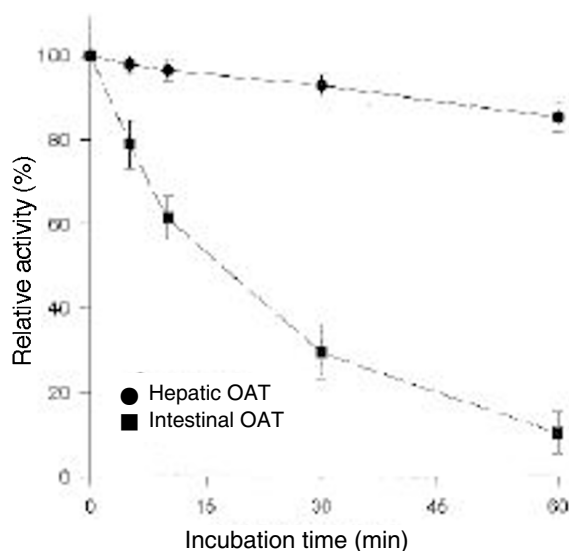 Relative activity (%)
100
80
60
40
20
0
Hepatic OAT
Intestinal OAT
0 15 30 45 60
Incubation time (min)